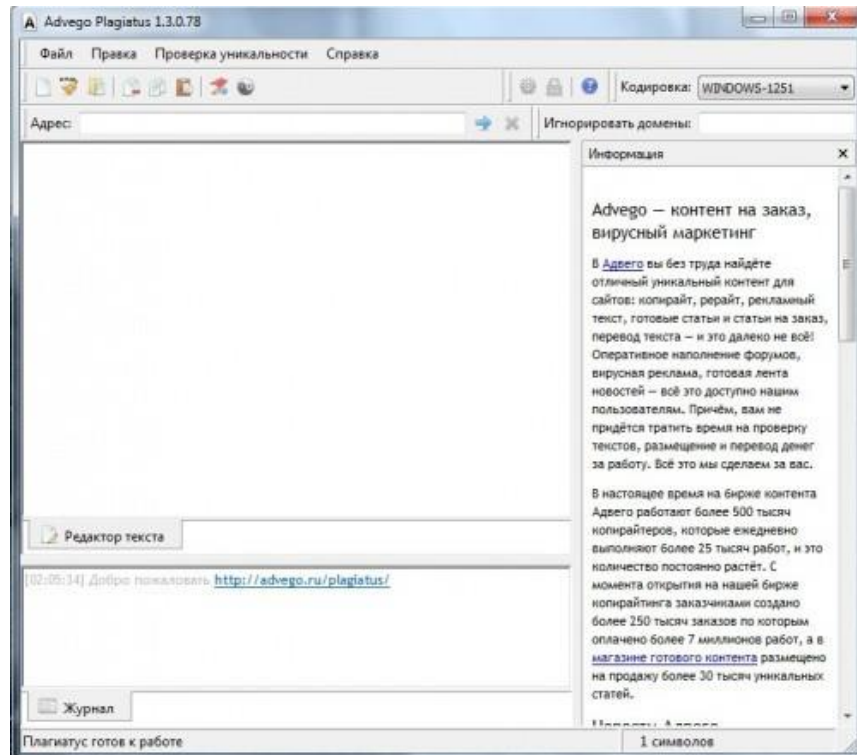 Advego Plagiatus 1.3.0.78
Файл Правка Проверка уникальности Справка
Кодировка: WINDOWS-1251
Адрес:
Игнорировать домены:
Информация
Advego — контент на заказ,
вирусный маркетинг
В Адвего вы без труда найдёте
отличный уникальный контент для
сайтов: копирайт, рерайт, рекламный
текст, готовые статьи и статьи на заказ,
перевод текста — и это далеко не всё!
Оперативное наполнение форумов,
вирусная реклама, готовая лента
новостей — всё это доступно нашим
пользователям. Причём, вам не
придётся тратить время на проверку
текстов, размещение и перевод денег
за работу. Всё это мы сделаем за вас.
В настоящее время на бирже контента
Адвего работают более 500 тысяч
копирайтеров, которые ежедневно
выполняют более 25 тысяч работ, и это
количество постоянно растёт. С
момента открытия на нашей бирже
копирайтинга заказчиками создано
более 250 тысяч заказов по которым
оплачено более 7 миллионов работ, а в
магазине готового контента размещено
на продажу более 30 тысяч уникальных
статей.
Новости Адвего
Редактор текста
[02:05:34] Добро пожаловать http://advego.ru/plagiatus/
Журнал
Плагиатус готов к работе
1 символов